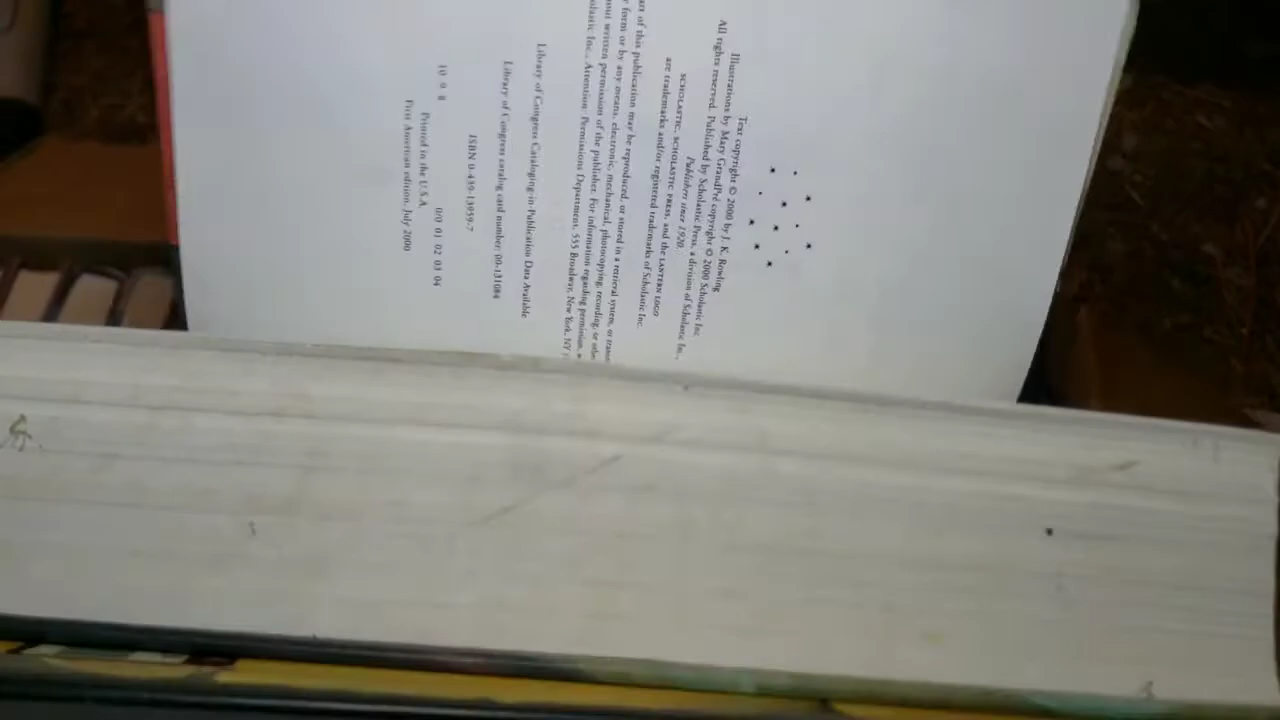 Text copyright © 2000 by J. K. Rowling
Illustrations by Mary GrandPré copyright © 2000 Scholastic Inc.
All rights reserved. Published by Scholastic Press, a division of Scholastic Inc.,
Publishers since 1920.
SCHOLASTIC, SCHOLASTIC PRESS, and the LANTERN LOGO
are trademarks and/or registered trademarks of Scholastic Inc.
of this publication may be reproduced, or stored in a retrieval system, or
form or by any means, electronic, mechanical, photocopying, recording, or
written permission of the publisher. For information regarding permission,
Inc., Attention: Permissions Department, 555 Broadway, New York, NY
Library of Congress Cataloging-in-Publication Data Available
Library of Congress catalog card number: 00-131084
ISBN 0-439-13959-7
10 9 8 0/0 01 02 03 04
Printed in the U.S.A.
First American edition, July 2000